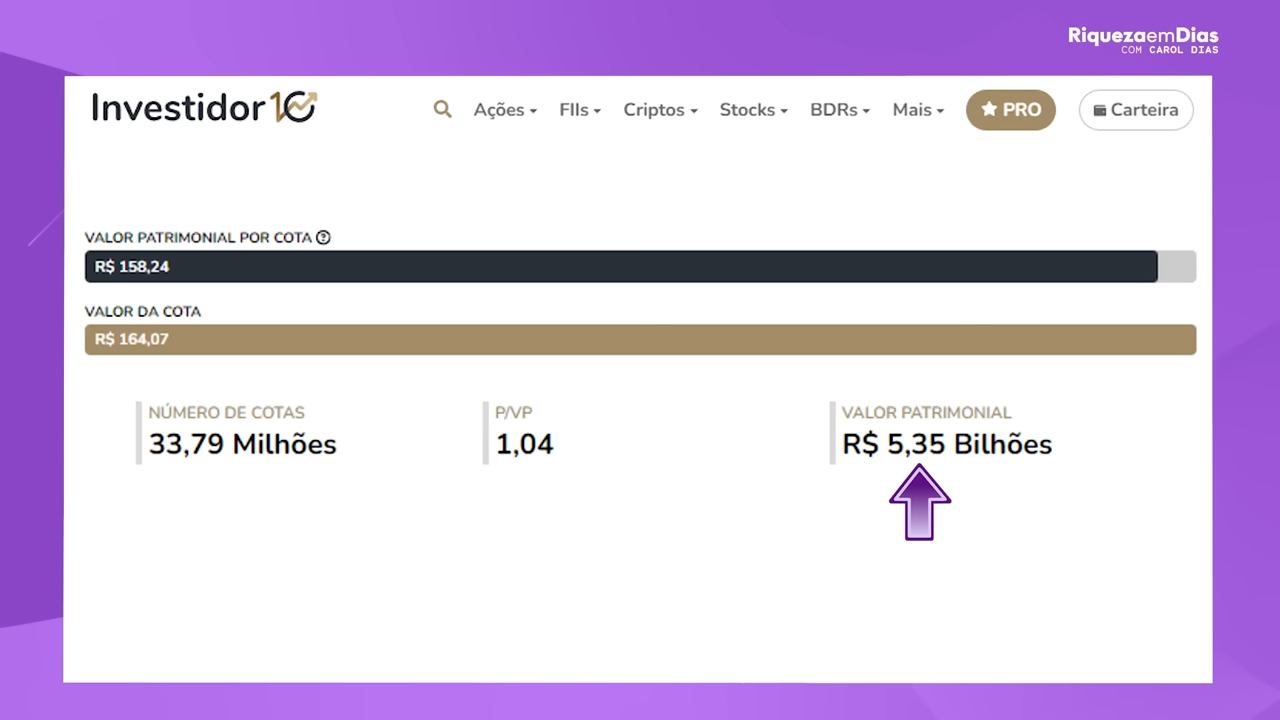 RiquezaemDias
COM CAROL DIAS
Investidor10
Ações FIIs Criptos Stocks BDRs Mais PRO Carteira
VALOR PATRIMONIAL POR COTA ?
R$ 158,24
VALOR DA COTA
R$ 164,07
NÚMERO DE COTAS P/VP VALOR PATRIMONIAL
33,79 Milhões 1,04 R$ 5,35 Bilhões